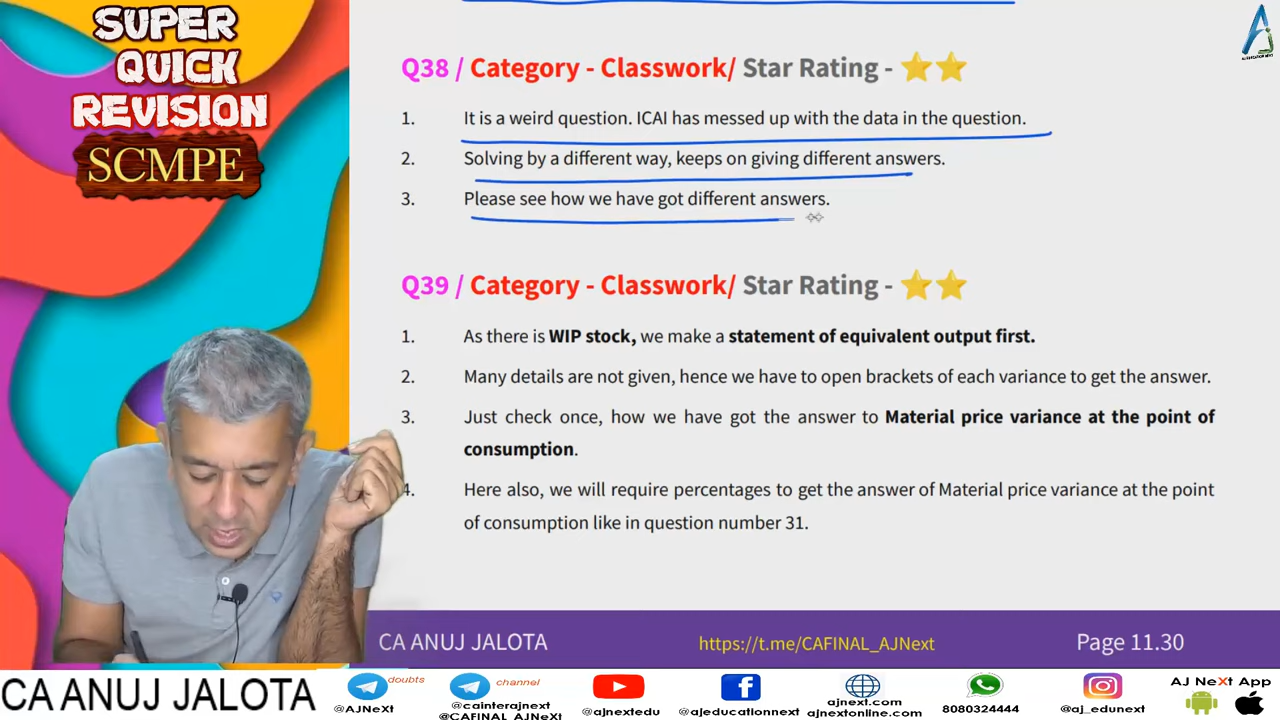 SUPER
QUICK
REVISION
SCMPE
Q38 / Category - Classwork/ Star Rating -
1. It is a weird question. ICAI has messed up with the data in the question.
2. Solving by a different way, keeps on giving different answers.
3. Please see how we have got different answers.
Q39 / Category - Classwork/ Star Rating -
1. As there is WIP stock, we make a statement of equivalent output first.
2. Many details are not given, hence we have to open brackets of each variance to get the answer.
3. Just check once, how we have got the answer to Material price variance at the point of
consumption.
4. Here also, we will require percentages to get the answer of Material price variance at the point
of consumption like in question number 31.
CA ANUJ JALOTA https://t.me/CAFINAL_AJNext Page 11.30
CA ANUJ JALOTA
doubts
@AJNeXt
channel
@cainterajnext
@CAFINAL_AJNeXt
@ajnextedu
@ajeducationnext
ajnext.com
ajnextonline.com
8080324444
@aj_edunext
AJ NeXt App